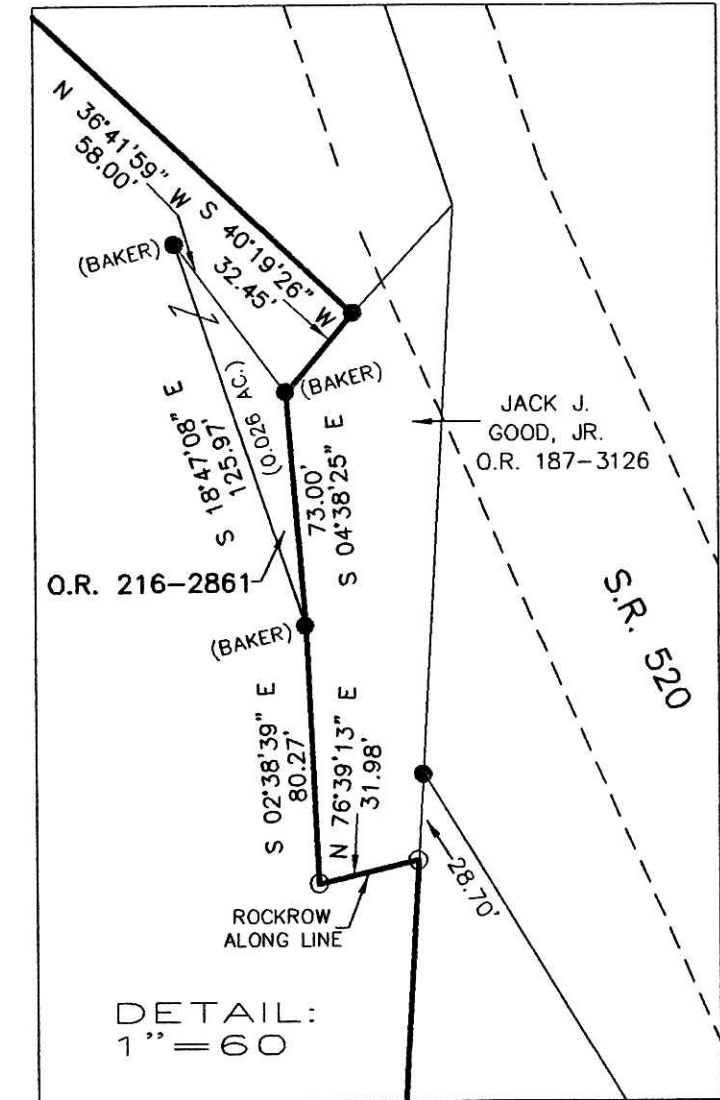 N 36°41'59" W
58.00'
S 40°19'26" W
32.45'
(BAKER)
(BAKER)
S 18°47'08" E
125.97'
(0.026 AC.)
73.00'
S 04°38'25" E
JACK J.
GOOD, JR.
O.R. 187-3126
O.R. 216-2861
(BAKER)
S.R. 520
S 02°38'39" E
80.27'
N 76°39'13" E
31.98'
28.70'
ROCKROW
ALONG LINE
DETAIL:
1"=60